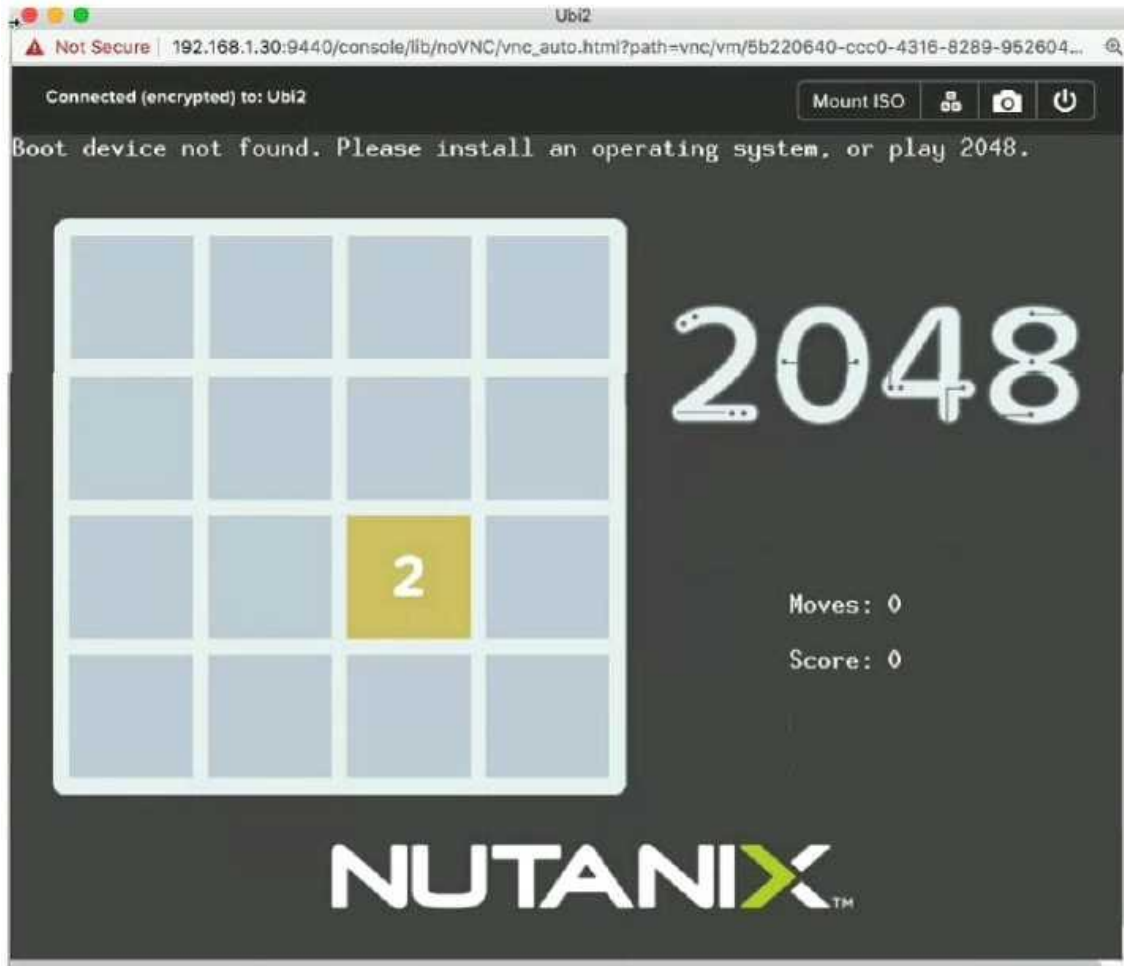 Ubi2
Not Secure 192.168.1.30:9440/console/lib/noVNC/vnc_auto.html?path=vnc/vm/5b220640-ccc0-4316-8289-952604...
Connected (encrypted) to: Ubi2
Mount ISO
Boot device not found. Please install an operating system, or play 2048.
2048
2
Moves: 0
Score: 0
NUTANIX™